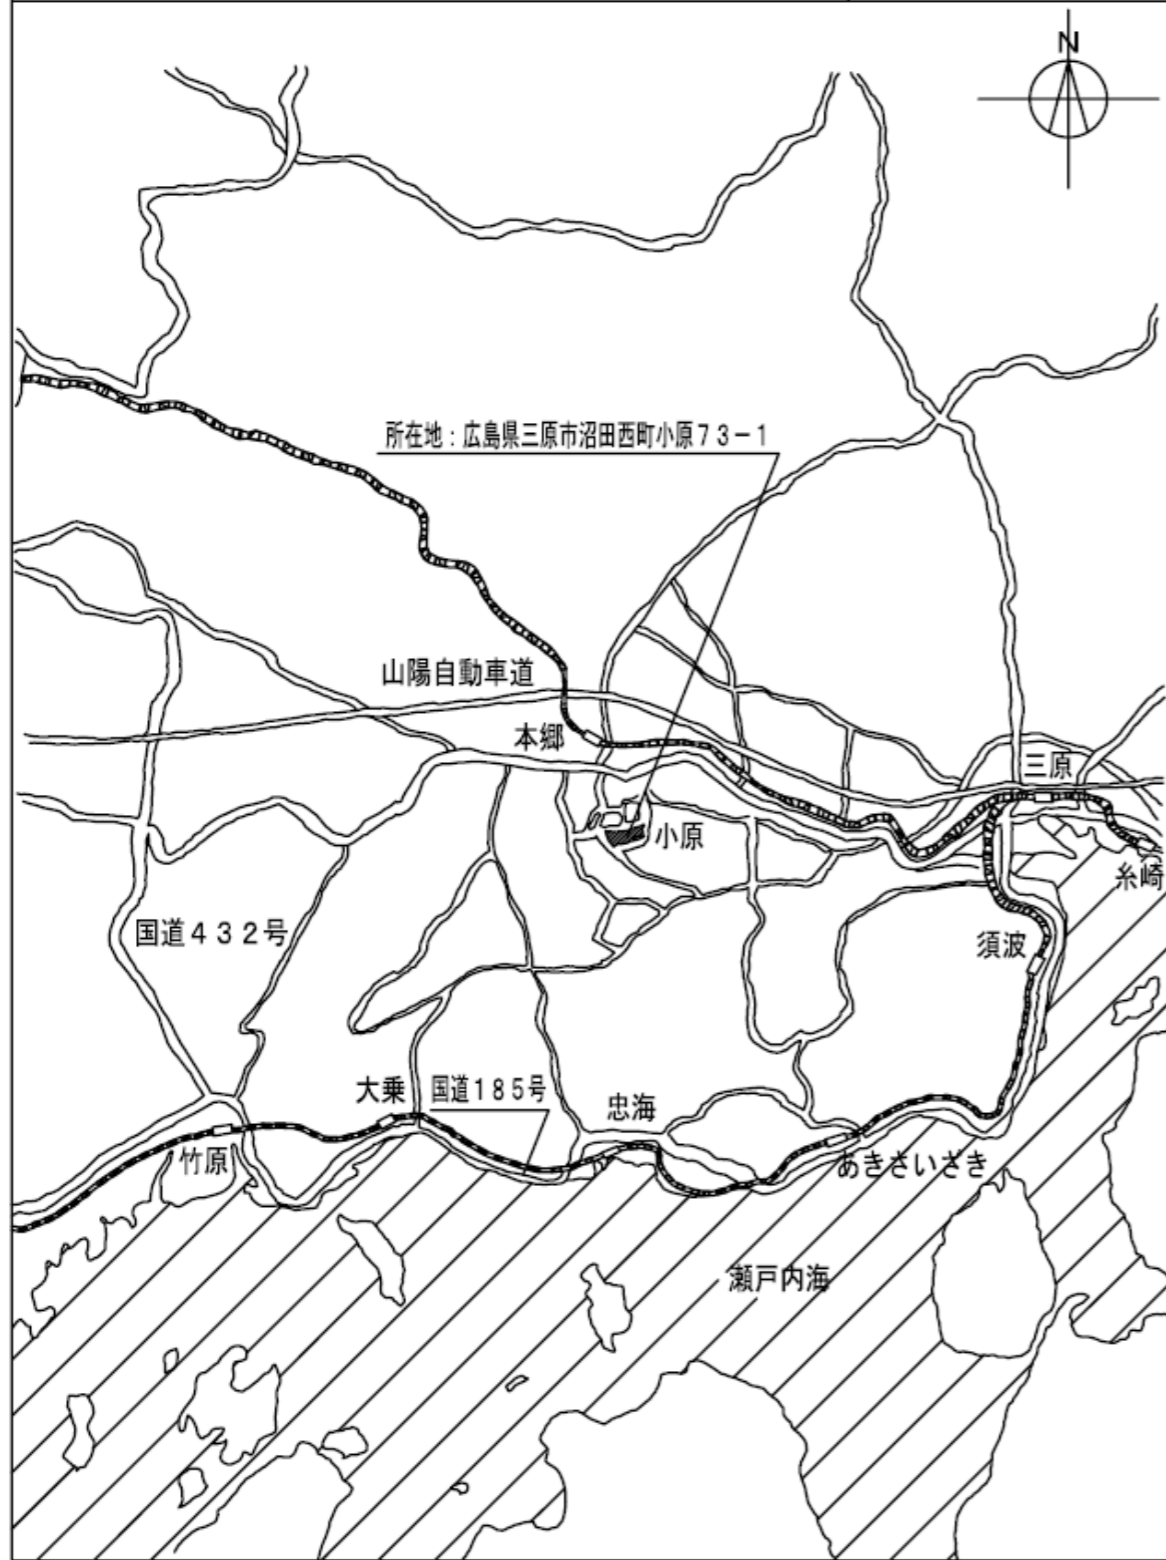 N
所在地：広島県三原市沼田西町小原７３－１
山陽自動車道
本郷
三原
小原
糸崎
国道４３２号
須波
大乗
国道１８５号
忠海
竹原
あきさいざき
瀬戸内海